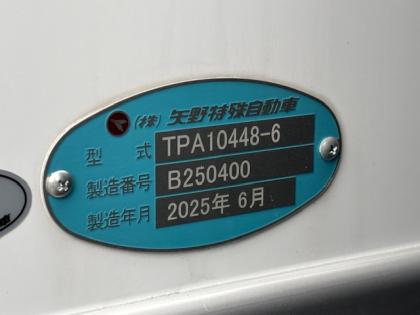 (株)矢野特殊自動車
型式 TPA10448-6
製造番号 B250400
製造年月 2025年 6月